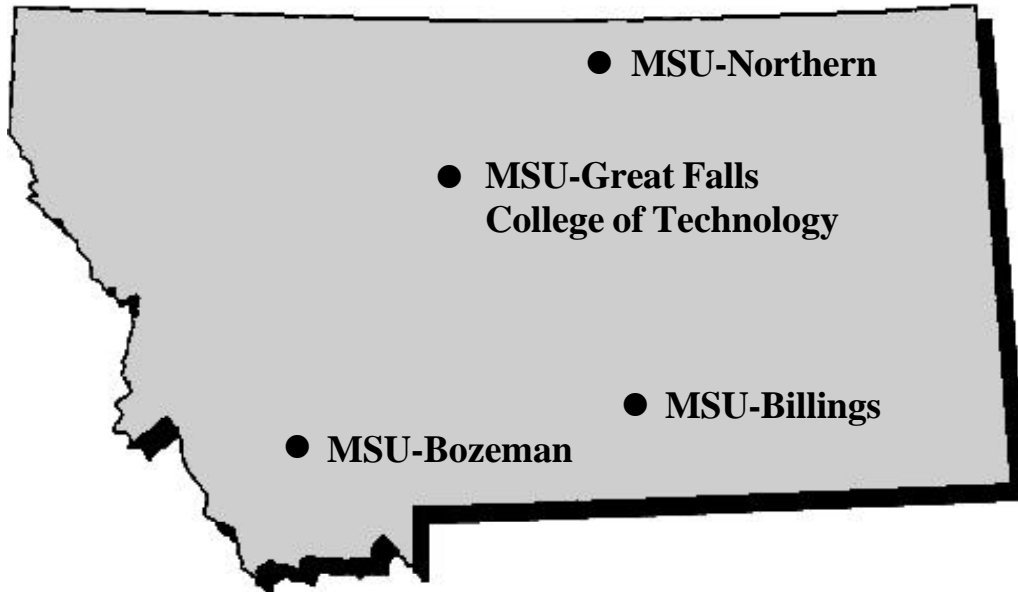 MSU-Northern
MSU-Great Falls
College of Technology
MSU-Billings
MSU-Bozeman